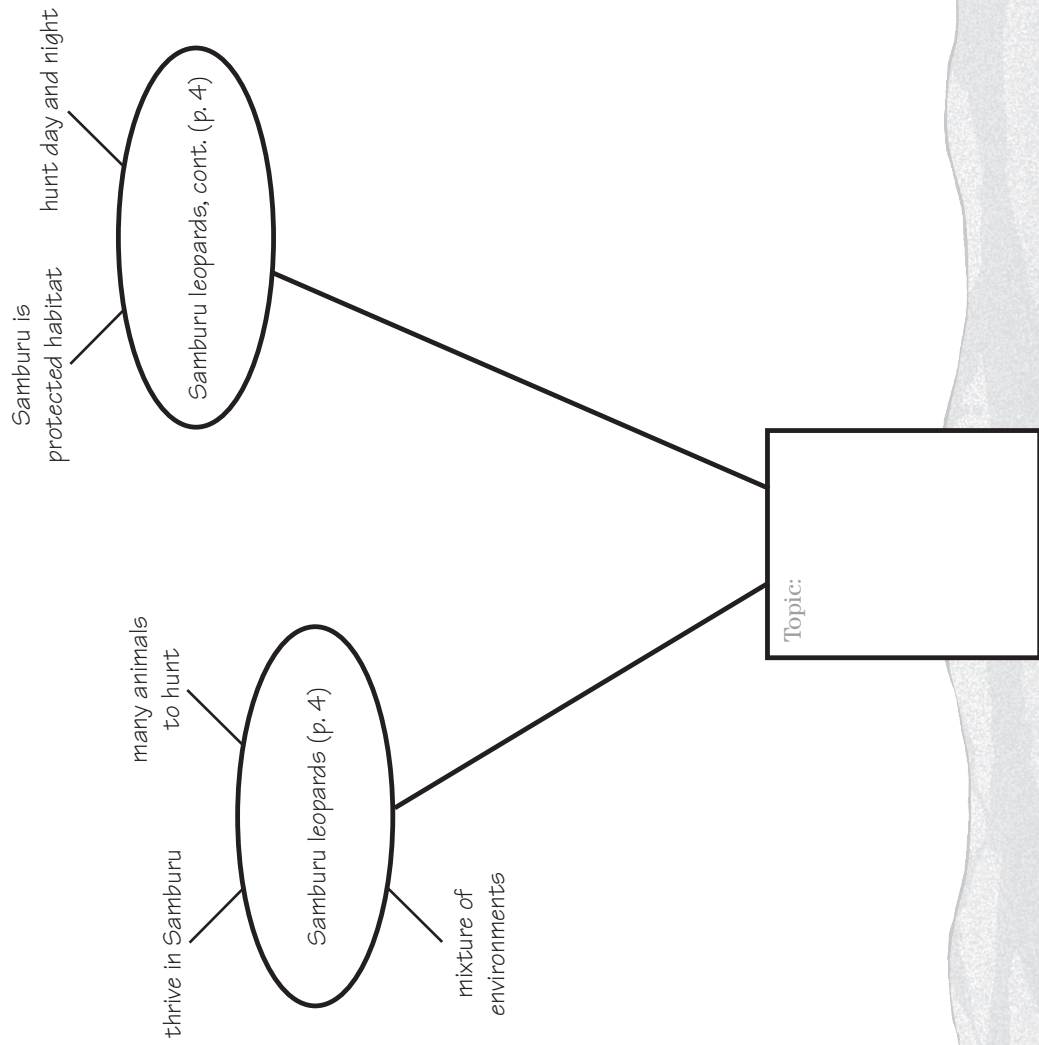 thrive in Samburu
many animals
to hunt
Samburu leopards (p. 4)
mixture of
environments
Samburu is
protected habitat
hunt day and night
Samburu leopards, cont. (p. 4)
Topic: